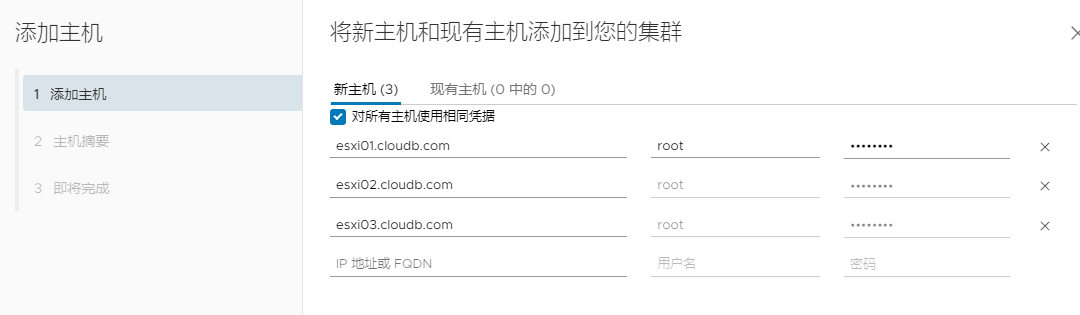 添加主机
1 添加主机
2 主机摘要
3 即将完成
将新主机和现有主机添加到您的集群
新主机 (3) 现有主机 (0 中的 0)
对所有主机使用相同凭据
esxi01.cloudb.com root ••••••••
esxi02.cloudb.com root ••••••••
esxi03.cloudb.com root ••••••••
IP 地址或 FQDN 用户名 密码